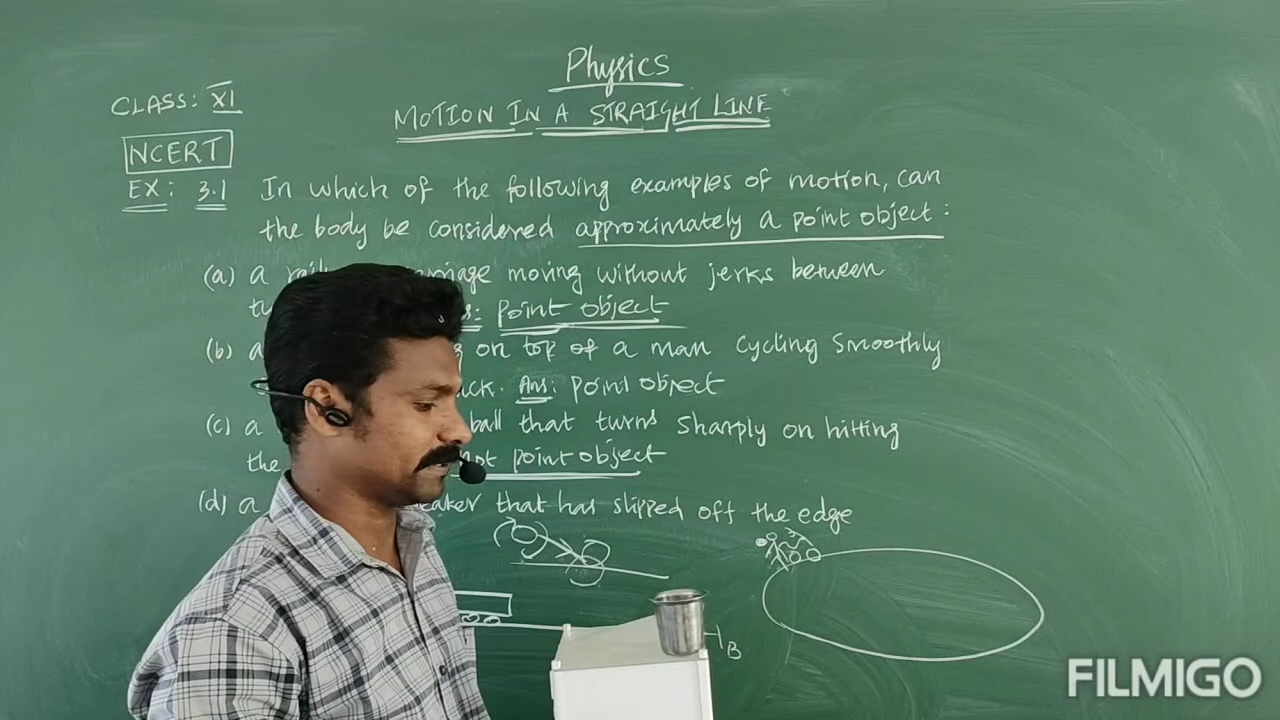 Physics
CLASS: XI
MOTION IN A STRAIGHT LINE
NCERT
EX: 3.1 In which of the following examples of motion, can
the body be considered approximately a point object:
(a) a moving without jerks between
point object
(b) a on top of a man cycling smoothly
Ans: point object
(c) a ball that turns sharply on hitting
the not point object
(d) a that has slipped off the edge
B
FILMIGO